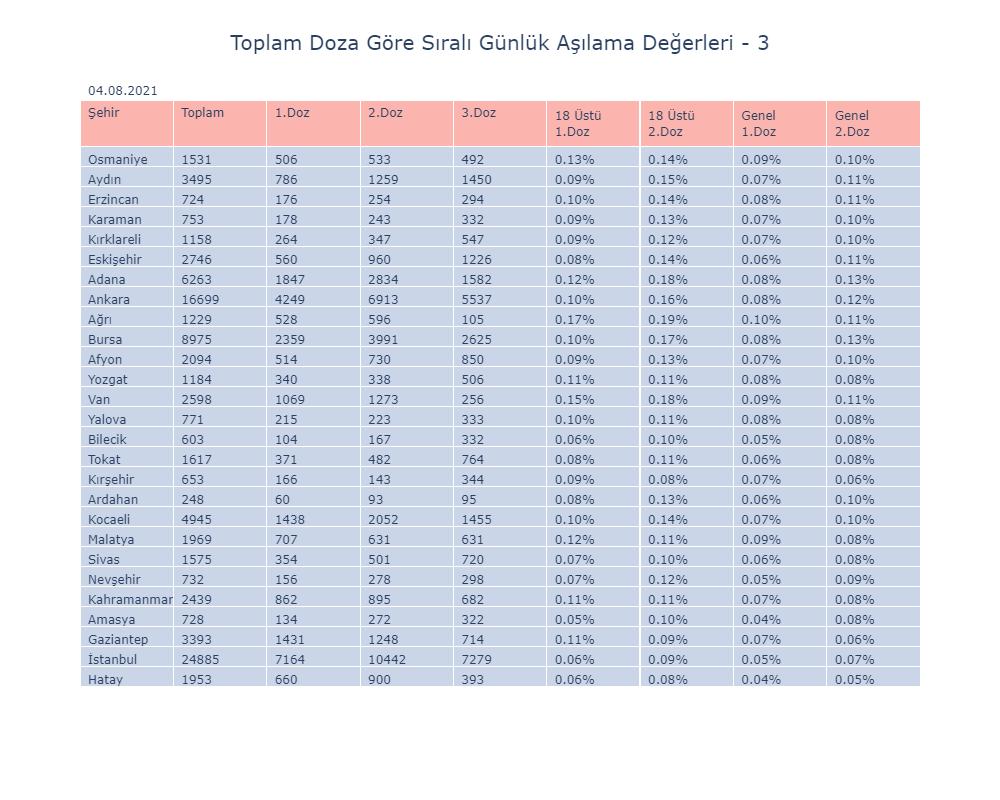 Toplam Doza Göre Sıralı Günlük Aşılama Değerleri - 3
04.08.2021
Şehir Toplam 1.Doz 2.Doz 3.Doz 18 Üstü 1.Doz 18 Üstü 2.Doz Genel 1.Doz Genel 2.Doz
Osmaniye 1531 506 533 492 0.13% 0.14% 0.09% 0.10%
Aydın 3495 786 1259 1450 0.09% 0.15% 0.07% 0.11%
Erzincan 724 176 254 294 0.10% 0.14% 0.08% 0.11%
Karaman 753 178 243 332 0.09% 0.13% 0.07% 0.10%
Kırklareli 1158 264 347 547 0.09% 0.12% 0.07% 0.10%
Eskişehir 2746 560 960 1226 0.08% 0.14% 0.06% 0.11%
Adana 6263 1847 2834 1582 0.12% 0.18% 0.08% 0.13%
Ankara 16699 4249 6913 5537 0.10% 0.16% 0.08% 0.12%
Ağrı 1229 528 596 105 0.17% 0.19% 0.10% 0.11%
Bursa 8975 2359 3991 2625 0.10% 0.17% 0.08% 0.13%
Afyon 2094 514 730 850 0.09% 0.13% 0.07% 0.10%
Yozgat 1184 340 338 506 0.11% 0.11% 0.08% 0.08%
Van 2598 1069 1273 256 0.15% 0.18% 0.09% 0.11%
Yalova 771 215 223 333 0.10% 0.11% 0.08% 0.08%
Bilecik 603 104 167 332 0.06% 0.10% 0.05% 0.08%
Tokat 1617 371 482 764 0.08% 0.11% 0.06% 0.08%
Kırşehir 653 166 143 344 0.09% 0.08% 0.07% 0.06%
Ardahan 248 60 93 95 0.08% 0.13% 0.06% 0.10%
Kocaeli 4945 1438 2052 1455 0.10% 0.14% 0.07% 0.10%
Malatya 1969 707 631 631 0.12% 0.11% 0.09% 0.08%
Sivas 1575 354 501 720 0.07% 0.10% 0.06% 0.08%
Nevşehir 732 156 278 298 0.07% 0.12% 0.05% 0.09%
Kahramanmar 2439 862 895 682 0.11% 0.11% 0.07% 0.08%
Amasya 728 134 272 322 0.05% 0.10% 0.04% 0.08%
Gaziantep 3393 1431 1248 714 0.11% 0.09% 0.07% 0.06%
İstanbul 24885 7164 10442 7279 0.06% 0.09% 0.05% 0.07%
Hatay 1953 660 900 393 0.06% 0.08% 0.04% 0.05%